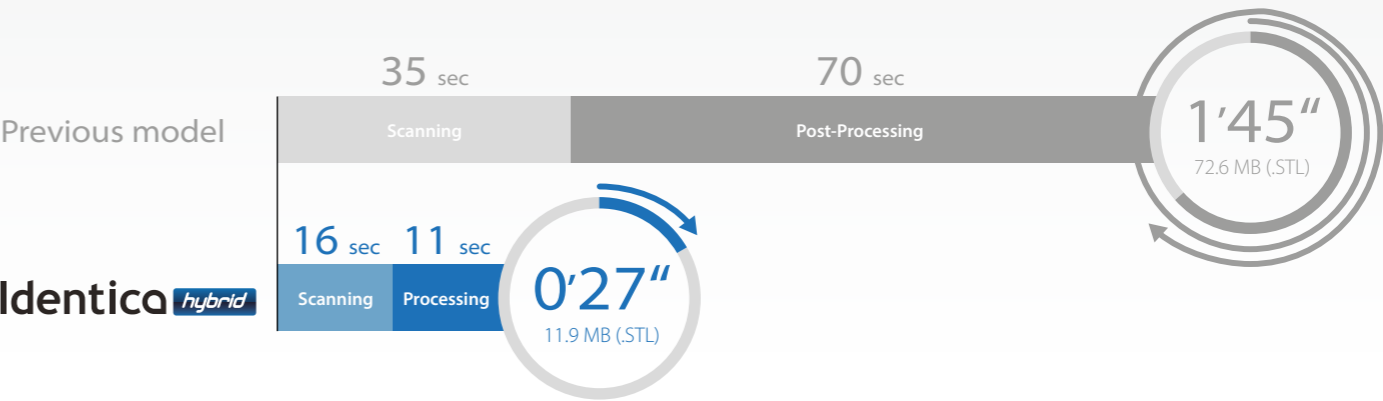 35 sec 70 sec
Previous model Scanning Post-Processing 1’45“
72.6 MB (.STL)
16 sec 11 sec
Identica hybrid Scanning Processing 0’27“
11.9 MB (.STL)